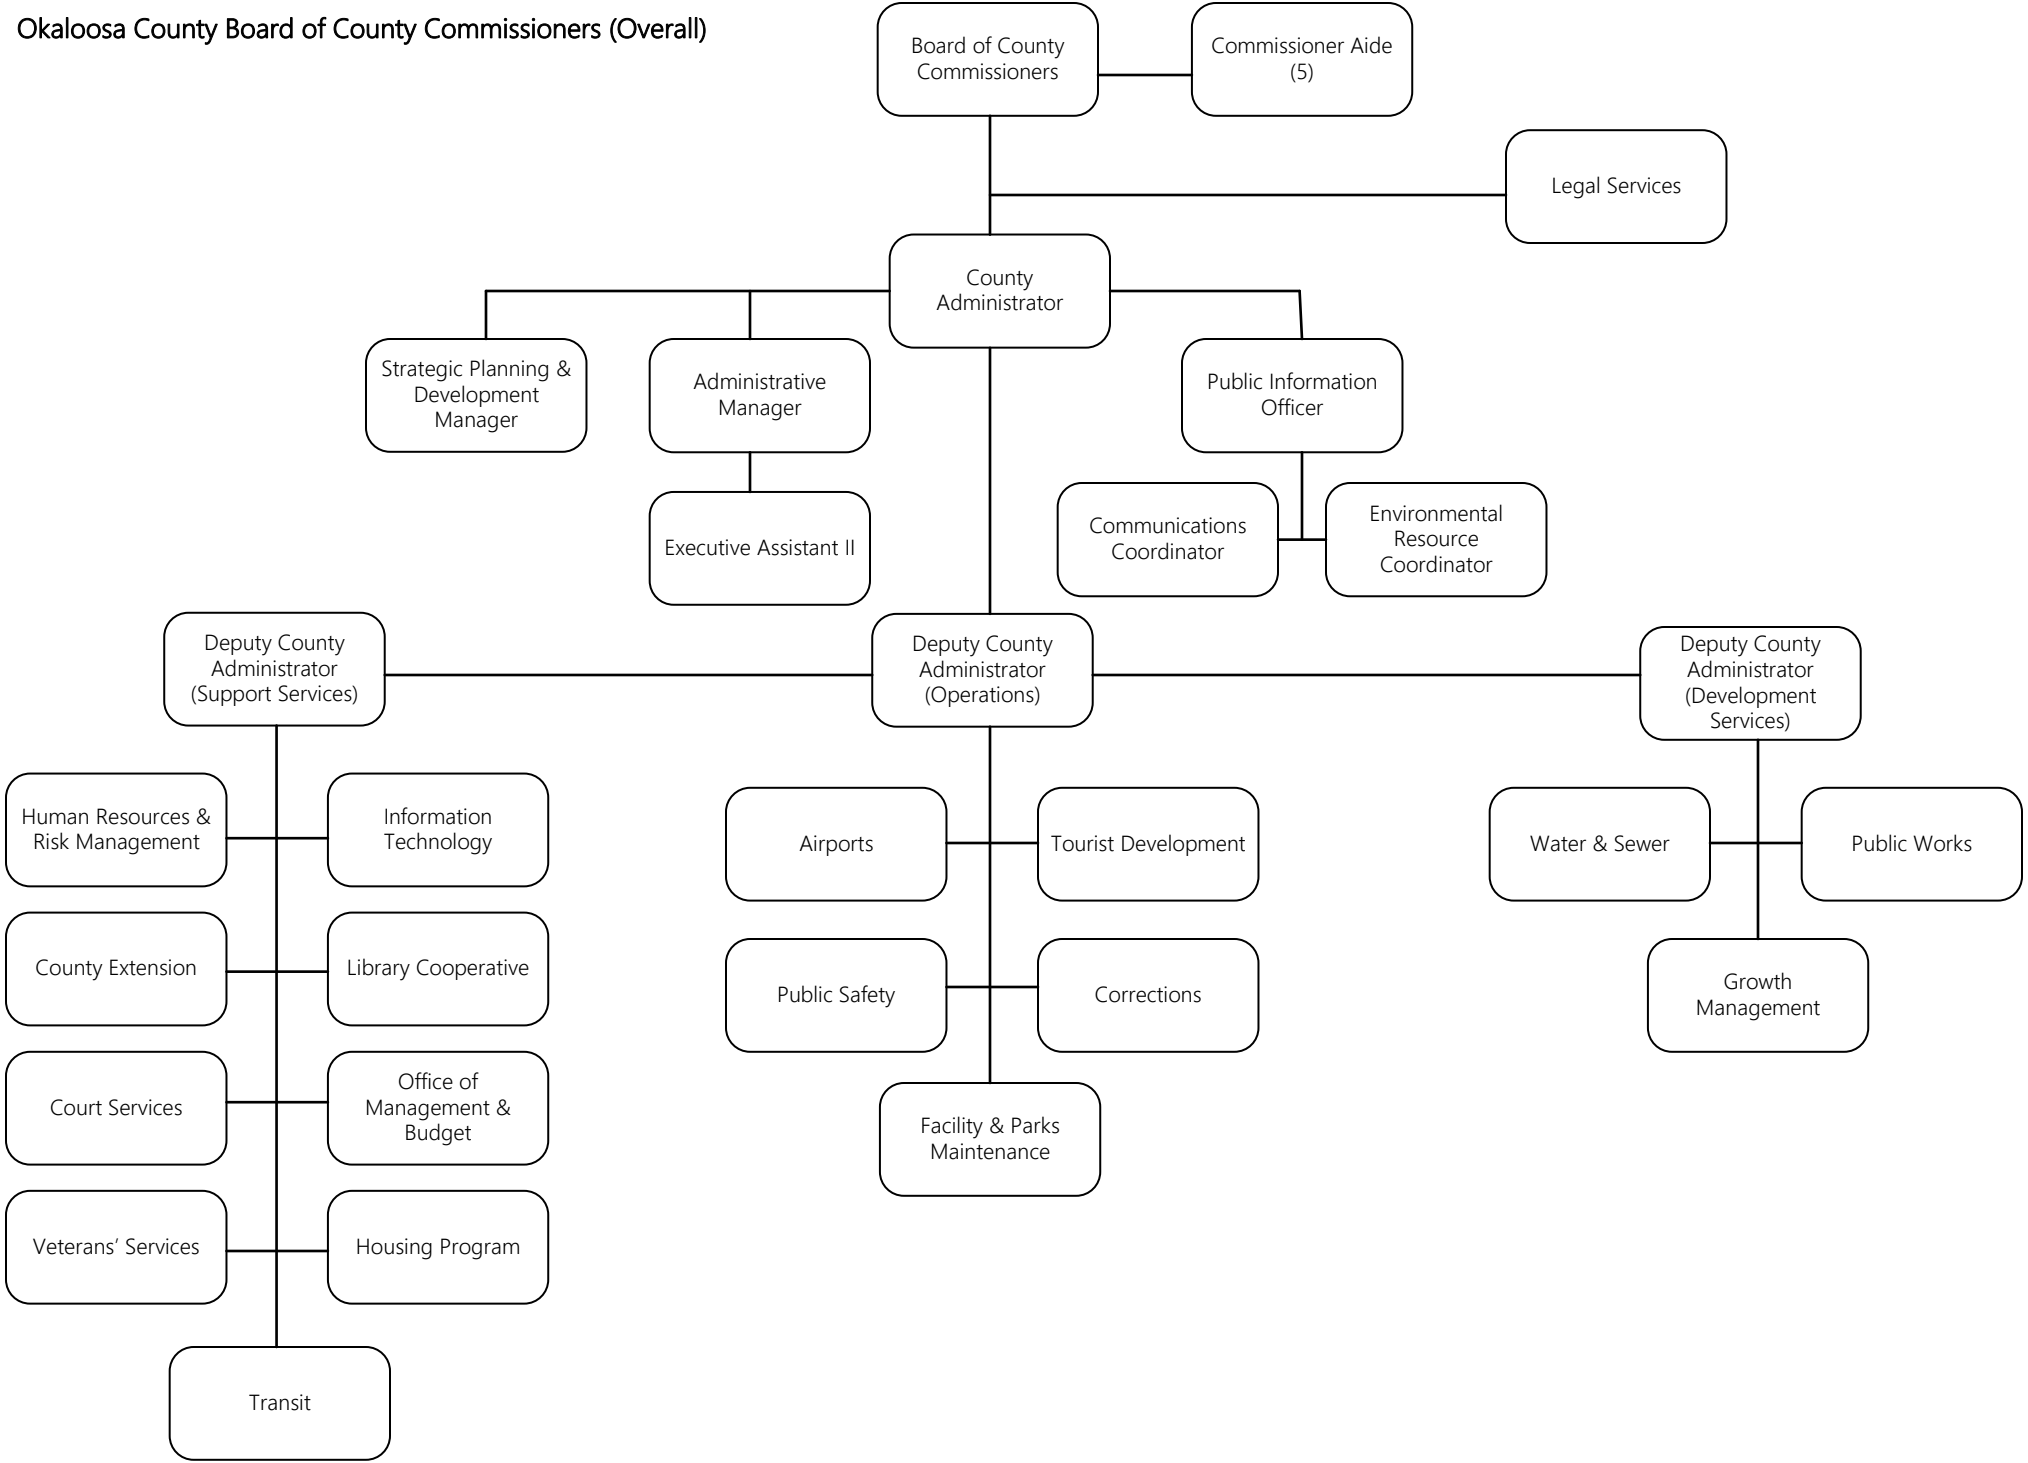 Okaloosa County Board of County Commissioners (Overall)
Board of County
Commissioners
Commissioner Aide
(5)
Legal Services
County
Administrator
Strategic Planning &
Development
Manager
Administrative
Manager
Public Information
Officer
Executive Assistant II
Communications
Coordinator
Environmental
Resource
Coordinator
Deputy County
Administrator
(Support Services)
Deputy County
Administrator
(Operations)
Deputy County
Administrator
(Development
Services)
Human Resources &
Risk Management
Information
Technology
County Extension
Library Cooperative
Court Services
Office of
Management &
Budget
Veterans’ Services
Housing Program
Transit
Airports
Tourist Development
Public Safety
Corrections
Facility & Parks
Maintenance
Water & Sewer
Public Works
Growth
Management